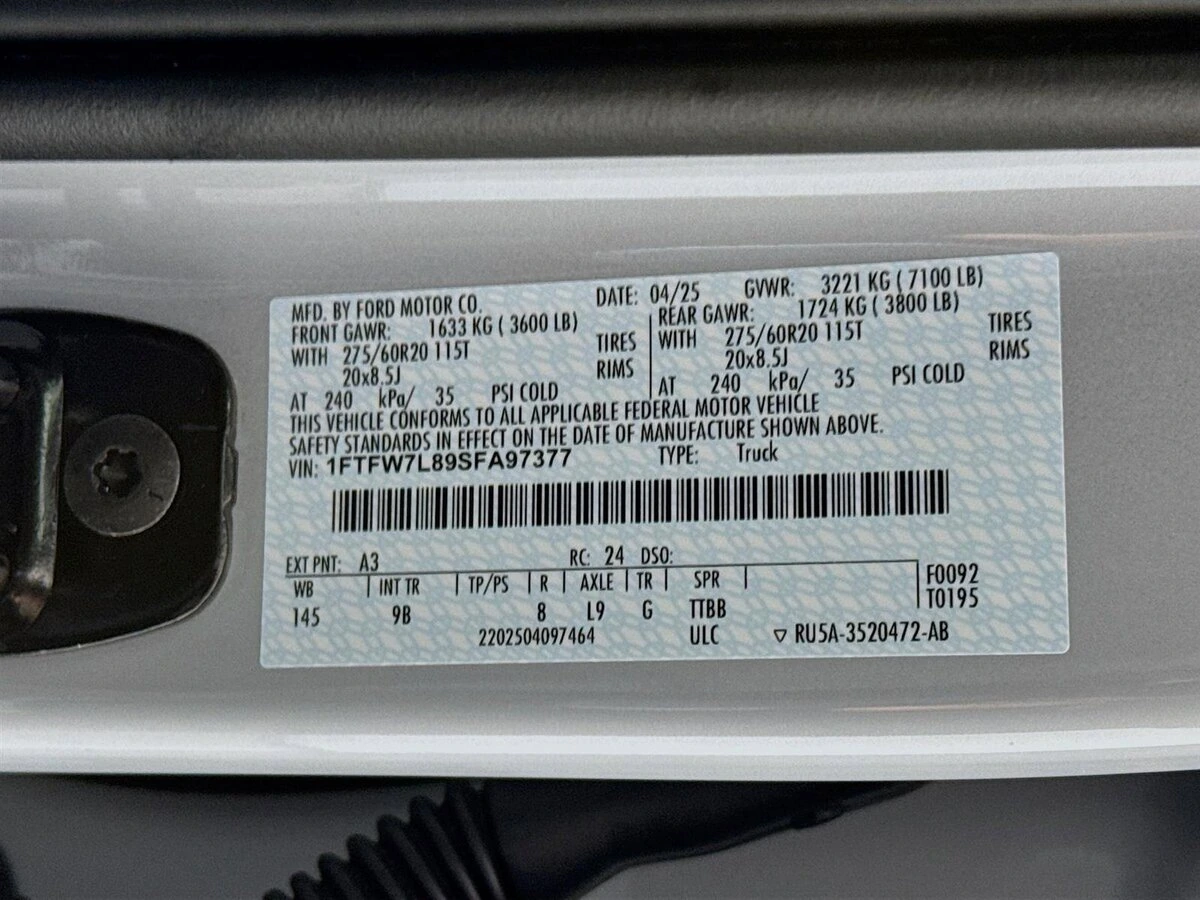 MFD. BY FORD MOTOR CO. DATE: 04/25 GVWR: 3221 KG ( 7100 LB)
FRONT GAWR: 1633 KG ( 3600 LB) REAR GAWR: 1724 KG ( 3800 LB)
WITH 275/60R20 115T TIRES WITH 275/60R20 115T TIRES
20x8.5J RIMS 20x8.5J RIMS
AT 240 kPa/ 35 PSI COLD AT 240 kPa/ 35 PSI COLD
THIS VEHICLE CONFORMS TO ALL APPLICABLE FEDERAL MOTOR VEHICLE
SAFETY STANDARDS IN EFFECT ON THE DATE OF MANUFACTURE SHOWN ABOVE.
VIN: 1FTFW7L89SFA97377 TYPE: Truck
EXT PNT: A3 RC: 24 DSO:
WB INT TR TP/PS R AXLE TR SPR F0092
145 9B 8 L9 G TTBB T0195
2202504097464 ULC ▽ RU5A-3520472-AB